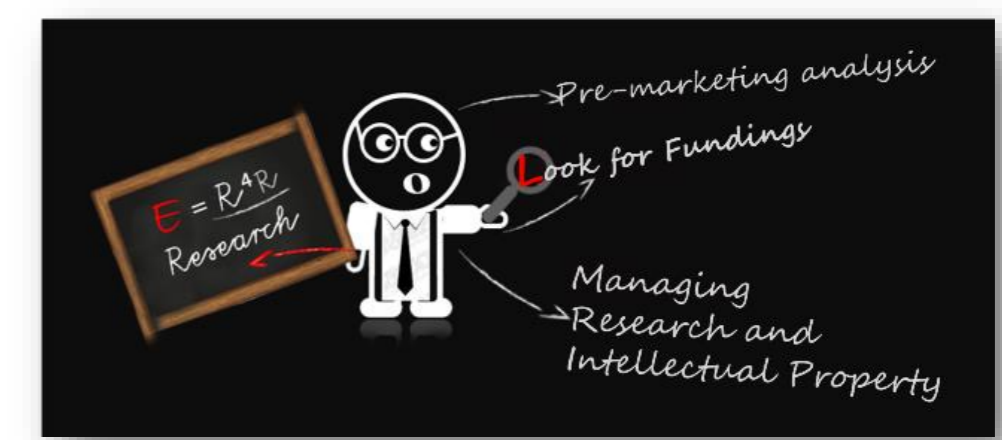 E = R⁴R
Research
Pre-marketing analysis
Look for Fundings
Managing
Research and
Intellectual Property